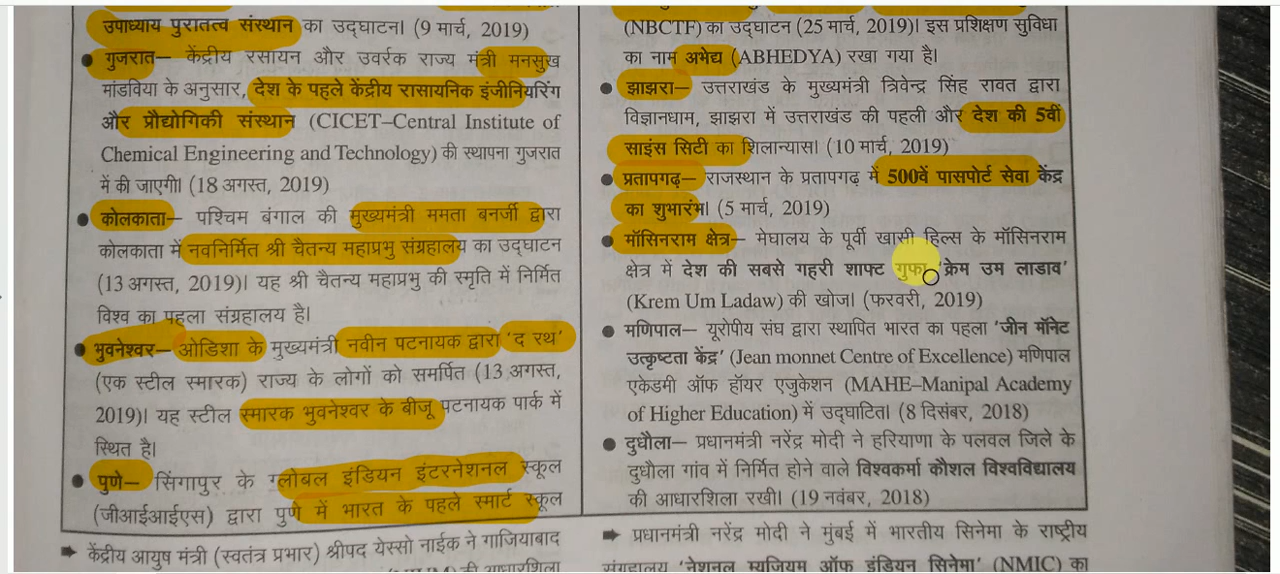 उपाध्याय पुरातत्व संस्थान का उद्घाटन। (9 मार्च, 2019)
● गुजरात– केंद्रीय रसायन और उवर्रक राज्य मंत्री मनसुख
मांडविया के अनुसार, देश के पहले केंद्रीय रासायनिक इंजीनियरिंग
और प्रौद्योगिकी संस्थान (CICET–Central Institute of
Chemical Engineering and Technology) की स्थापना गुजरात
में की जाएगी। (18 अगस्त, 2019)
● कोलकाता– पश्चिम बंगाल की मुख्यमंत्री ममता बनर्जी द्वारा
कोलकाता में नवनिर्मित श्री चैतन्य महाप्रभु संग्रहालय का उद्घाटन
(13 अगस्त, 2019)। यह श्री चैतन्य महाप्रभु की स्मृति में निर्मित
विश्व का पहला संग्रहालय है।
● भुवनेश्वर– ओडिशा के मुख्यमंत्री नवीन पटनायक द्वारा ‘द रथ’
(एक स्टील स्मारक) राज्य के लोगों को समर्पित (13 अगस्त,
2019)। यह स्टील स्मारक भुवनेश्वर के बीजू पटनायक पार्क में
स्थित है।
● पुणे– सिंगापुर के ग्लोबल इंडियन इंटरनेशनल स्कूल
(जीआईआईएस) द्वारा पुणे में भारत के पहले स्मार्ट स्कूल
➠ केंद्रीय आयुष मंत्री (स्वतंत्र प्रभार) श्रीपद येस्सो नाईक ने गाजियाबाद
की आधारशिला
(NBCTF) का उद्घाटन (25 मार्च, 2019)। इस प्रशिक्षण सुविधा
का नाम अभेद्य (ABHEDYA) रखा गया है।
● झाझरा– उत्तराखंड के मुख्यमंत्री त्रिवेन्द्र सिंह रावत द्वारा
विज्ञानधाम, झाझरा में उत्तराखंड की पहली और देश की 5वीं
साइंस सिटी का शिलान्यास। (10 मार्च, 2019)
● प्रतापगढ़– राजस्थान के प्रतापगढ़ में 500वें पासपोर्ट सेवा केंद्र
का शुभारंभ। (5 मार्च, 2019)
● मॉसिनराम क्षेत्र– मेघालय के पूर्वी खासी हिल्स के मॉसिनराम
क्षेत्र में देश की सबसे गहरी शाफ्ट गुफा ‘क्रेम उम लाडाव’
(Krem Um Ladaw) की खोज। (फरवरी, 2019)
● मणिपाल– यूरोपीय संघ द्वारा स्थापित भारत का पहला ‘जीन मॉनेट
उत्कृष्टता केंद्र’ (Jean monnet Centre of Excellence) मणिपाल
एकेडमी ऑफ हॉयर एजुकेशन (MAHE–Manipal Academy
of Higher Education) में उद्घाटित। (8 दिसंबर, 2018)
● दुधौला– प्रधानमंत्री नरेंद्र मोदी ने हरियाणा के पलवल जिले के
दुधौला गांव में निर्मित होने वाले विश्वकर्मा कौशल विश्वविद्यालय
की आधारशिला रखी। (19 नवंबर, 2018)
➠ प्रधानमंत्री नरेंद्र मोदी ने मुंबई में भारतीय सिनेमा के राष्ट्रीय
संग्रहालय ‘नेशनल म्यूजियम ऑफ इंडियन सिनेमा’ (NMIC) का